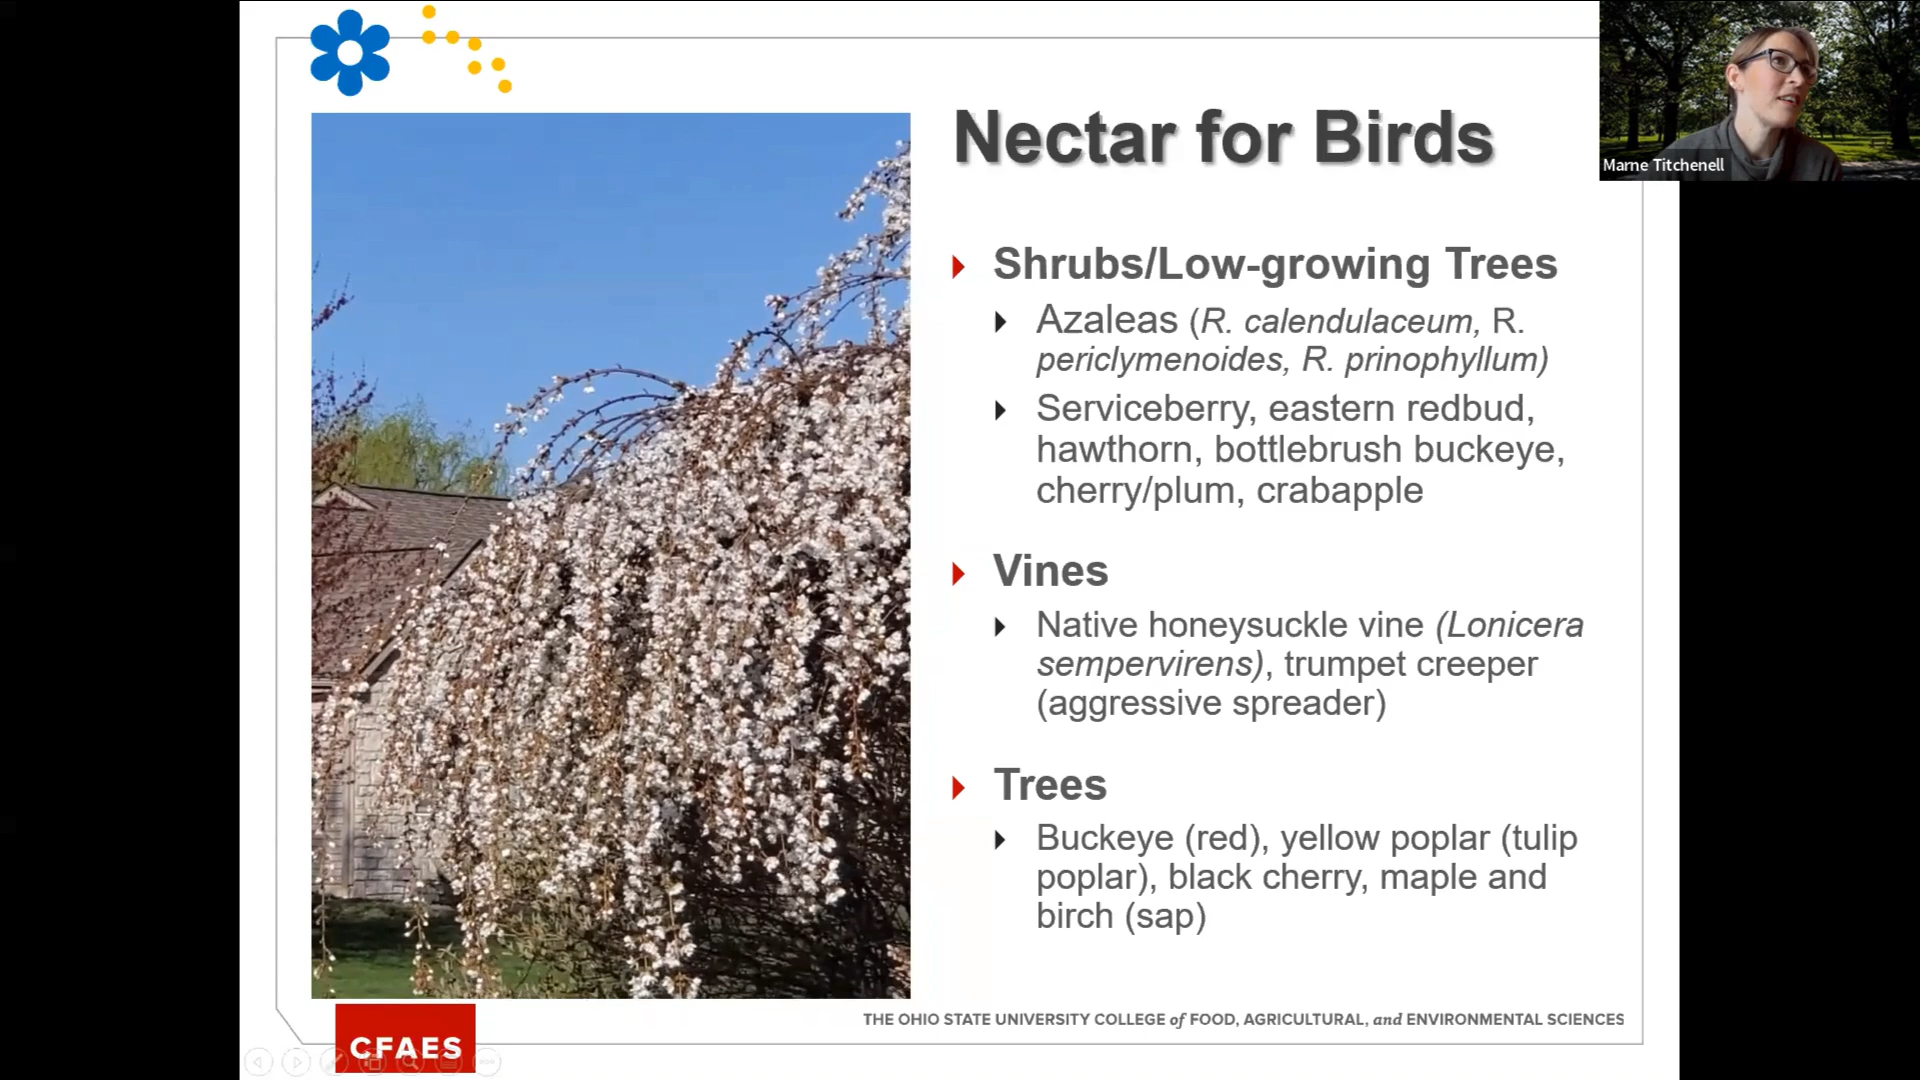 Nectar for Birds
Marne Titchenell
Shrubs/Low-growing Trees
Azaleas (R. calendulaceum, R.
periclymenoides, R. prinophyllum)
Serviceberry, eastern redbud,
hawthorn, bottlebrush buckeye,
cherry/plum, crabapple
Vines
Native honeysuckle vine (Lonicera
sempervirens), trumpet creeper
(aggressive spreader)
Trees
Buckeye (red), yellow poplar (tulip
poplar), black cherry, maple and
birch (sap)
THE OHIO STATE UNIVERSITY COLLEGE of FOOD, AGRICULTURAL, and ENVIRONMENTAL SCIENCES
CFAES